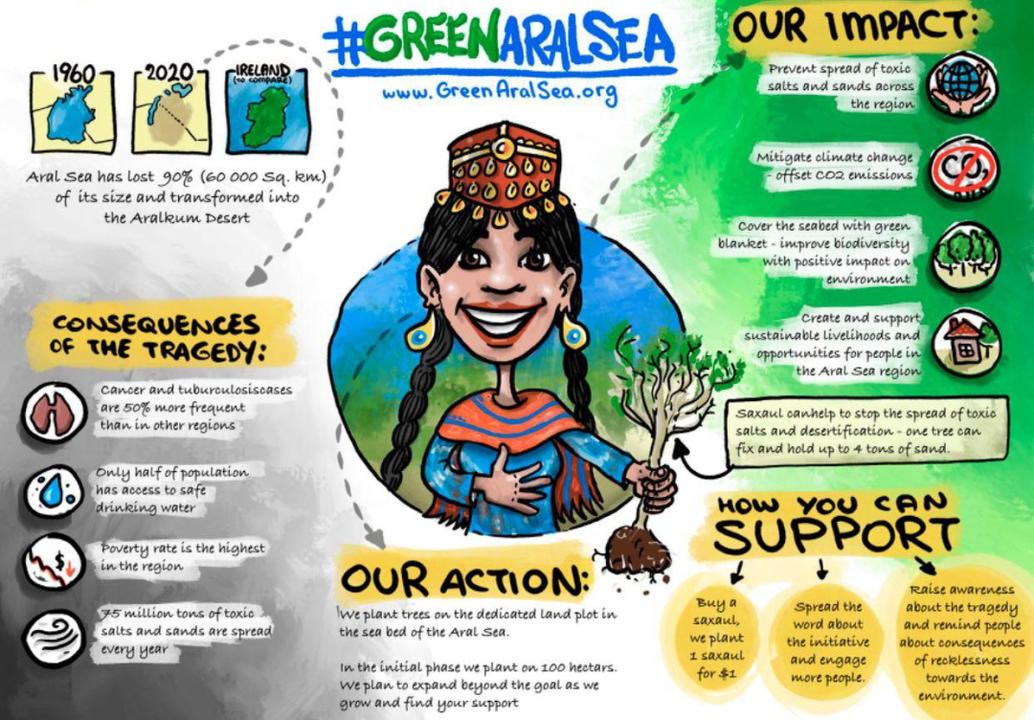 #GREENARALSEA
www.GreenAralSea.org
1960
2020
IRELAND
(to compare)
Aral Sea has lost 90% (60 000 Sq. km)
of its size and transformed into
the Aralkum Desert
CONSEQUENCES
OF THE TRAGEDY:
Cancer and tuburculosiscases
are 50% more frequent
than in other regions
Only half of population
has access to safe
drinking water
$
Poverty rate is the highest
in the region
75 million tons of toxic
salts and sands are spread
every year
OUR ACTION:
We plant trees on the dedicated land plot in
the sea bed of the Aral Sea.
In the initial phase we plant on 100 hectars.
We plan to expand beyond the goal as we
grow and find your support
OUR IMPACT:
Prevent spread of toxic
salts and sands across
the region
Mitigate climate change
- offset CO2 emissions
CO2
Cover the seabed with green
blanket - improve biodiversity
with positive impact on
environment
Create and support
sustainable livelihoods and
opportunities for people in
the Aral Sea region
Saxaul canhelp to stop the spread of toxic
salts and desertification - one tree can
fix and hold up to 4 tons of sand.
HOW YOU CAN
SUPPORT
Buy a
saxaul,
we plant
1 saxaul
for $1
Spread the
word about
the initiative
and engage
more people.
Raise awareness
about the tragedy
and remind people
about consequences
of recklessness
towards the
environment.